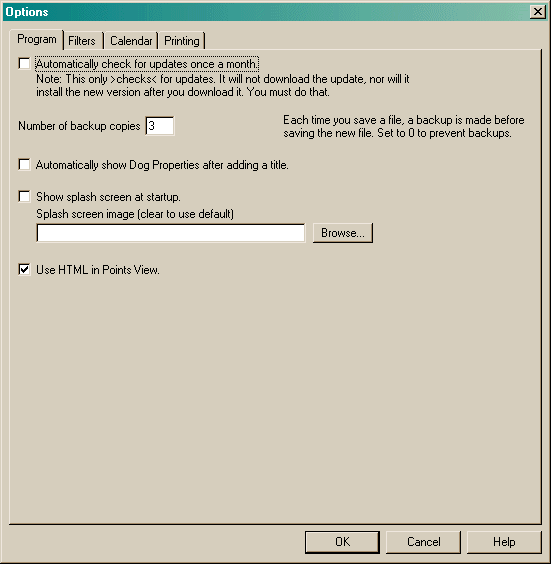 Options
Program Filters Calendar Printing
Automatically check for updates once a month.
Note: This only >checks< for updates. It will not download the update, nor will it
install the new version after you download it. You must do that.
Number of backup copies 3
Each time you save a file, a backup is made before
saving the new file. Set to 0 to prevent backups.
Automatically show Dog Properties after adding a title.
Show splash screen at startup.
Splash screen image (clear to use default)
Browse...
Use HTML in Points View.
OK Cancel Help